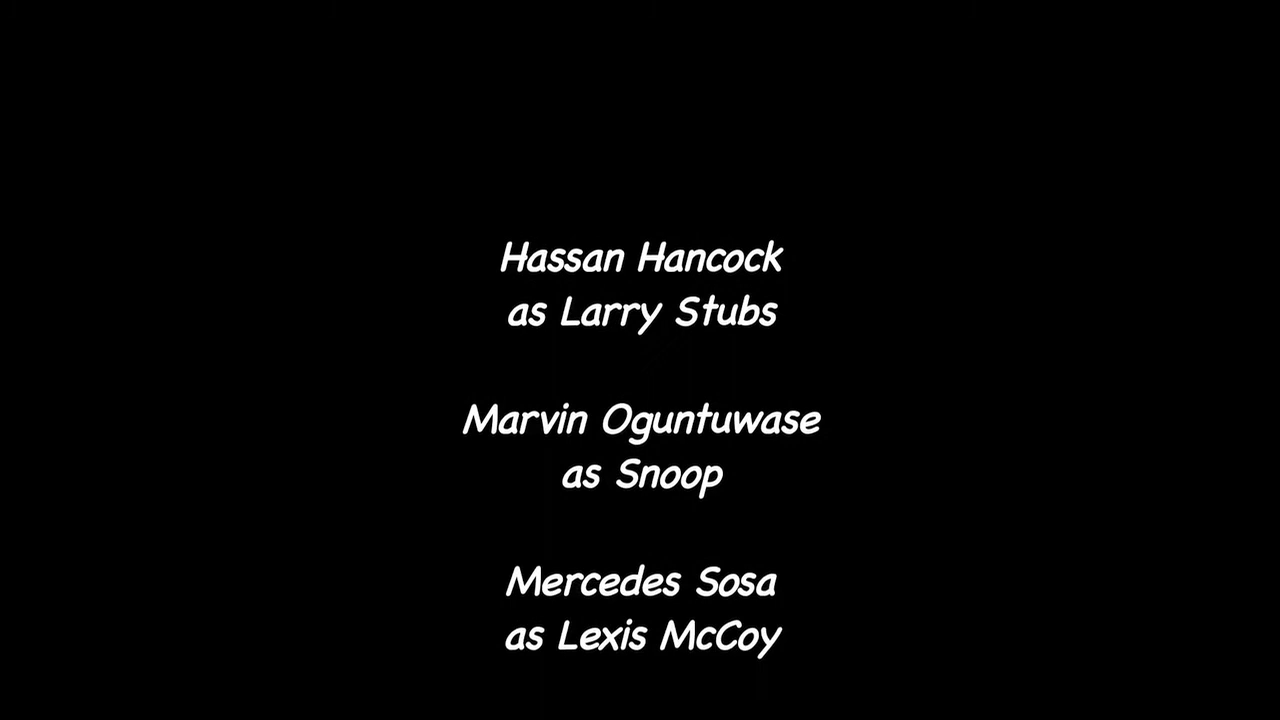 Hassan Hancock
as Larry Stubs
Marvin Oguntuwase
as Snoop
Mercedes Sosa
as Lexis McCoy